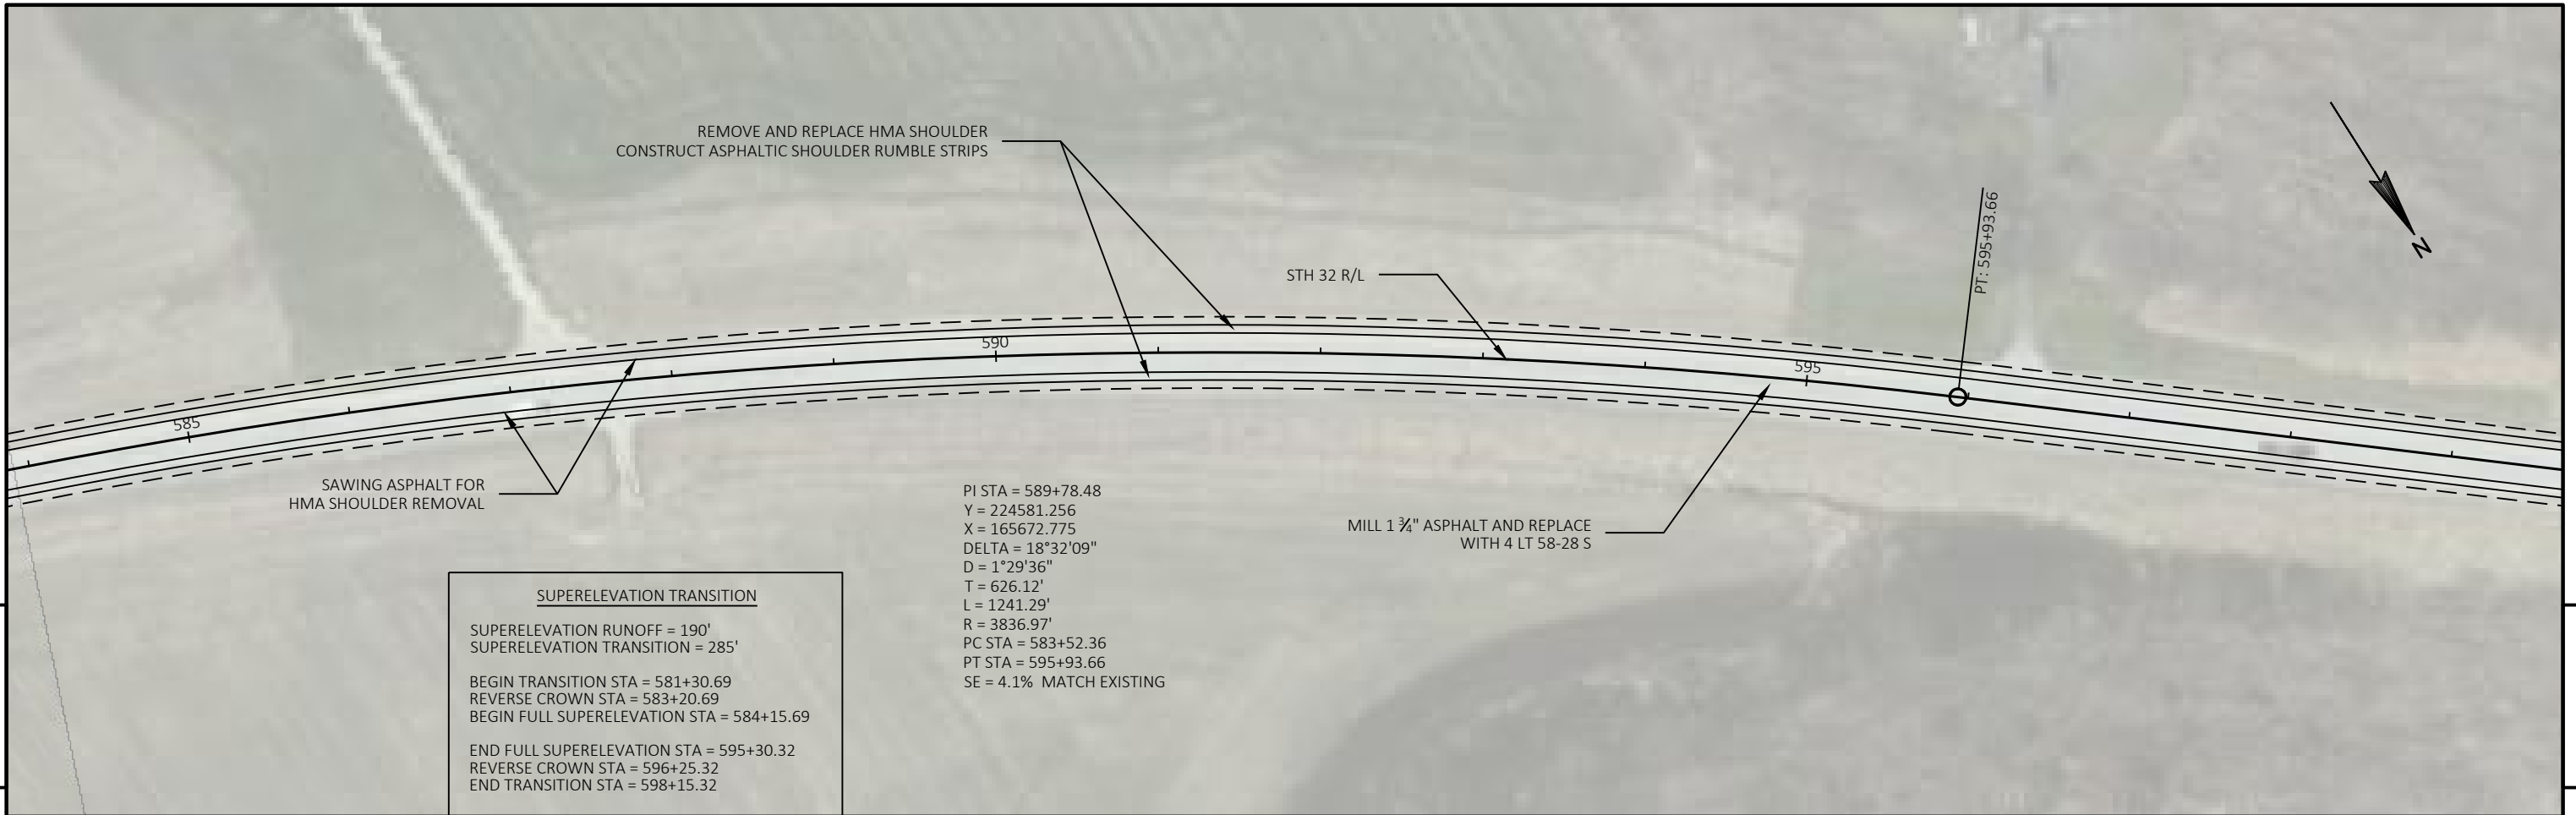 REMOVE AND REPLACE HMA SHOULDER
CONSTRUCT ASPHALTIC SHOULDER RUMBLE STRIPS
STH 32 R/L
PT: 595+93.66
N
585
590
595
SAWING ASPHALT FOR
HMA SHOULDER REMOVAL
PI STA = 589+78.48
Y = 224581.256
X = 165672.775
DELTA = 18°32'09"
D = 1°29'36"
T = 626.12'
L = 1241.29'
R = 3836.97'
PC STA = 583+52.36
PT STA = 595+93.66
SE = 4.1% MATCH EXISTING
MILL 1 ¾" ASPHALT AND REPLACE
WITH 4 LT 58-28 S
SUPERELEVATION TRANSITION
SUPERELEVATION RUNOFF = 190'
SUPERELEVATION TRANSITION = 285'
BEGIN TRANSITION STA = 581+30.69
REVERSE CROWN STA = 583+20.69
BEGIN FULL SUPERELEVATION STA = 584+15.69
END FULL SUPERELEVATION STA = 595+30.32
REVERSE CROWN STA = 596+25.32
END TRANSITION STA = 598+15.32